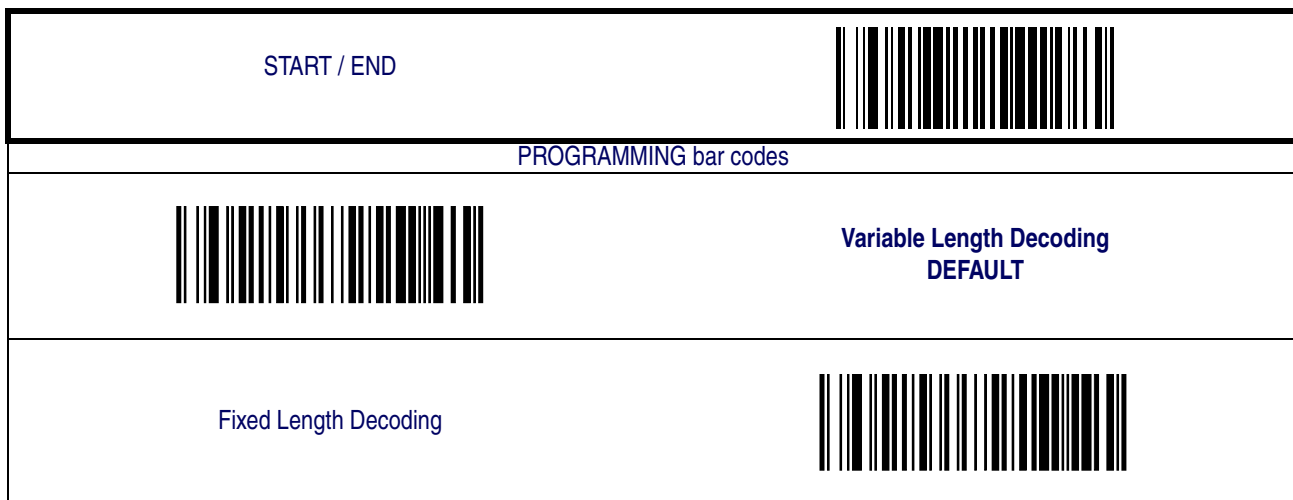 START / END
PROGRAMMING bar codes
Variable Length Decoding
DEFAULT
Fixed Length Decoding